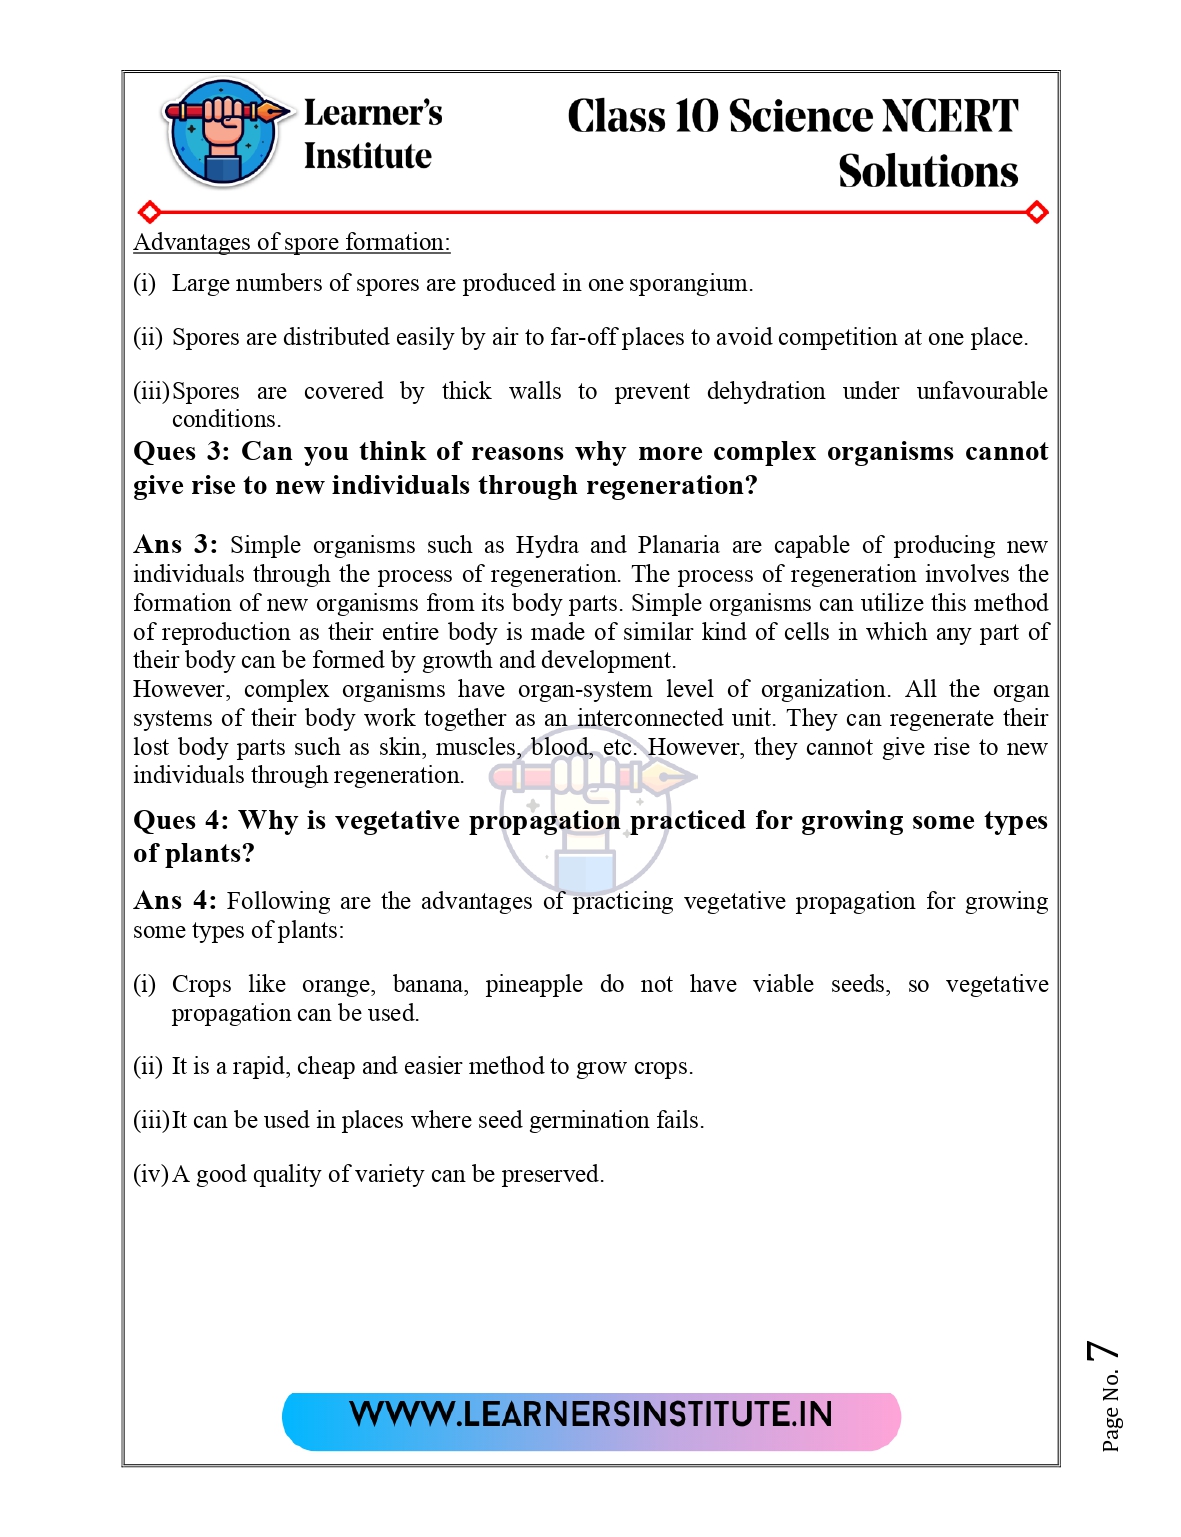 Learner's
Institute
Class 10 Science NCERT
Solutions
Advantages of spore formation:
(i) Large numbers of spores are produced in one sporangium.
(ii) Spores are distributed easily by air to far-off places to avoid competition at one place.
(iii) Spores are covered by thick walls to prevent dehydration under unfavourable
conditions.
Ques 3: Can you think of reasons why more complex organisms cannot
give rise to new individuals through regeneration?
Ans 3: Simple organisms such as Hydra and Planaria are capable of producing new
individuals through the process of regeneration. The process of regeneration involves the
formation of new organisms from its body parts. Simple organisms can utilize this method
of reproduction as their entire body is made of similar kind of cells in which any part of
their body can be formed by growth and development.
However, complex organisms have organ-system level of organization. All the organ
systems of their body work together as an interconnected unit. They can regenerate their
lost body parts such as skin, muscles, blood, etc. However, they cannot give rise to new
individuals through regeneration.
Ques 4: Why is vegetative propagation practiced for growing some types
of plants?
Ans 4: Following are the advantages of practicing vegetative propagation for growing
some types of plants:
(i) Crops like orange, banana, pineapple do not have viable seeds, so vegetative
propagation can be used.
(ii) It is a rapid, cheap and easier method to grow crops.
(iii) It can be used in places where seed germination fails.
(iv) A good quality of variety can be preserved.
WWW.LEARNERSINSTITUTE.IN
Page No. 7